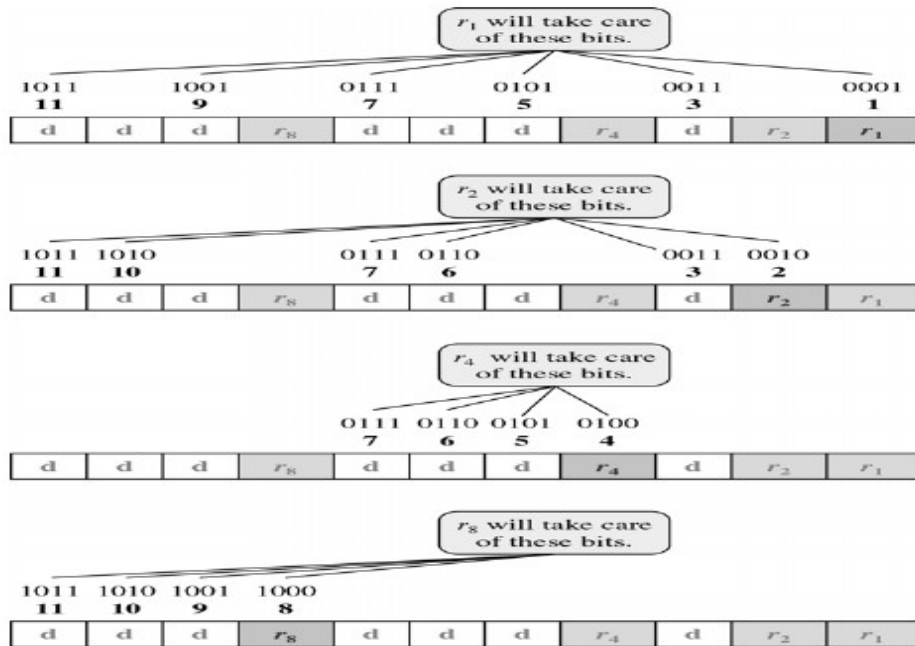 r₁ will take care
of these bits.
1011 1001 0111 0101 0011 0001
11 9 7 5 3 1
d d d r₈ d d d r₄ d r₂ r₁
r₂ will take care
of these bits.
1011 1010 0111 0110 0011 0010
11 10 7 6 3 2
d d d r₈ d d d r₄ d r₂ r₁
r₄ will take care
of these bits.
0111 0110 0101 0100
7 6 5 4
d d d r₈ d d d r₄ d r₂ r₁
r₈ will take care
of these bits.
1011 1010 1001 1000
11 10 9 8
d d d r₈ d d d r₄ d r₂ r₁